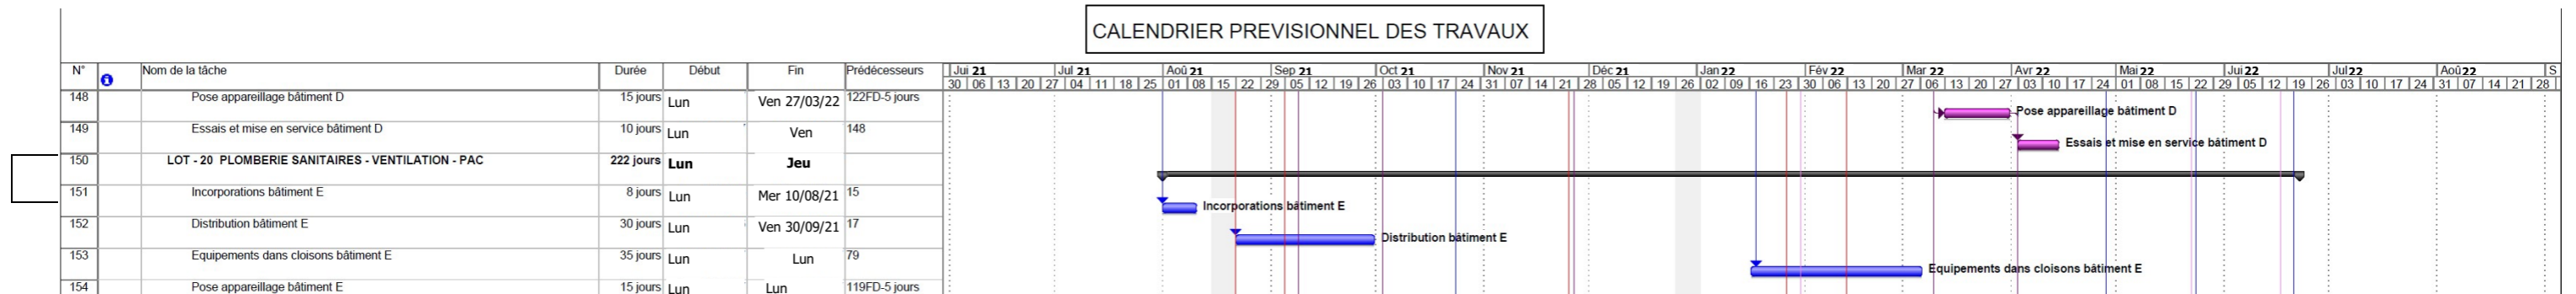 CALENDRIER PREVISIONNEL DES TRAVAUX
N° Nom de la tâche Durée Début Fin Prédécesseurs Jui 21 Jul 21 Aoû 21 Sep 21 Oct 21 Nov 21 Déc 21 Jan 22 Fév 22 Mar 22 Avr 22 Mai 22 Jui 22 Jul 22 Aoû 22 S
30 06 13 20 27 04 11 18 25 01 08 15 22 29 05 12 19 26 03 10 17 24 31 07 14 21 28 05 12 19 26 02 09 16 23 30 06 13 20 27 06 13 20 27 03 10 17 24 01 08 15 22 29 05 12 19 26 03 10 17 24 31 07 14 21 28
148 Pose appareillage bâtiment D 15 jours Lun Ven 27/03/22 122FD-5 jours Pose appareillage bâtiment D
149 Essais et mise en service bâtiment D 10 jours Lun Ven 148 Essais et mise en service bâtiment D
150 LOT - 20 PLOMBERIE SANITAIRES - VENTILATION - PAC 222 jours Lun Jeu
151 Incorporations bâtiment E 8 jours Lun Mer 10/08/21 15 Incorporations bâtiment E
152 Distribution bâtiment E 30 jours Lun Ven 30/09/21 17 Distribution bâtiment E
153 Equipements dans cloisons bâtiment E 35 jours Lun Lun 79 Equipements dans cloisons bâtiment E
154 Pose appareillage bâtiment E 15 jours Lun Lun 119FD-5 jours